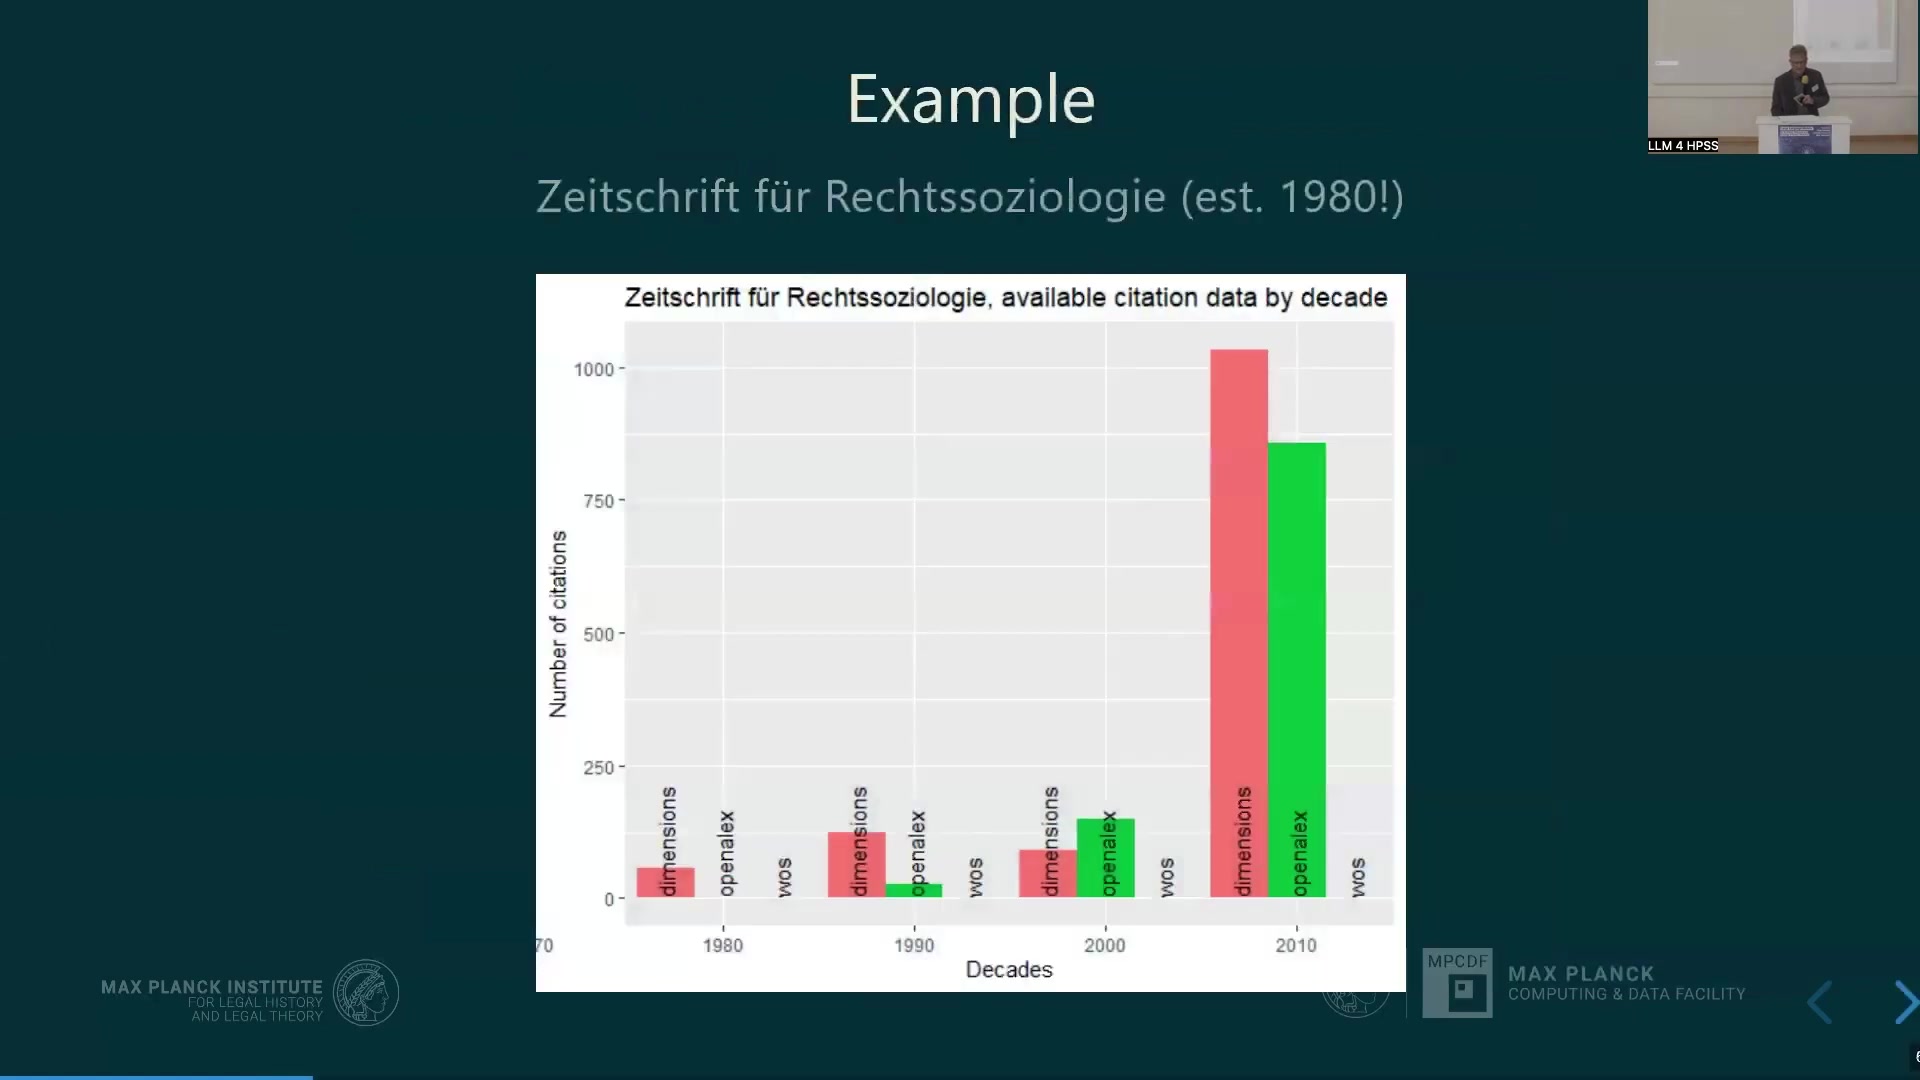 Example
LLM 4 HPSS
Zeitschrift für Rechtssoziologie (est. 1980!)
Zeitschrift für Rechtssoziologie, available citation data by decade
Number of citations
1000
750
500
250
0
dimensions
openalex
wos
dimensions
openalex
wos
dimensions
openalex
wos
dimensions
openalex
wos
70
1980
1990
2000
2010
Decades
MAX PLANCK INSTITUTE
FOR LEGAL HISTORY
AND LEGAL THEORY
MPCDF
MAX PLANCK
COMPUTING & DATA FACILITY